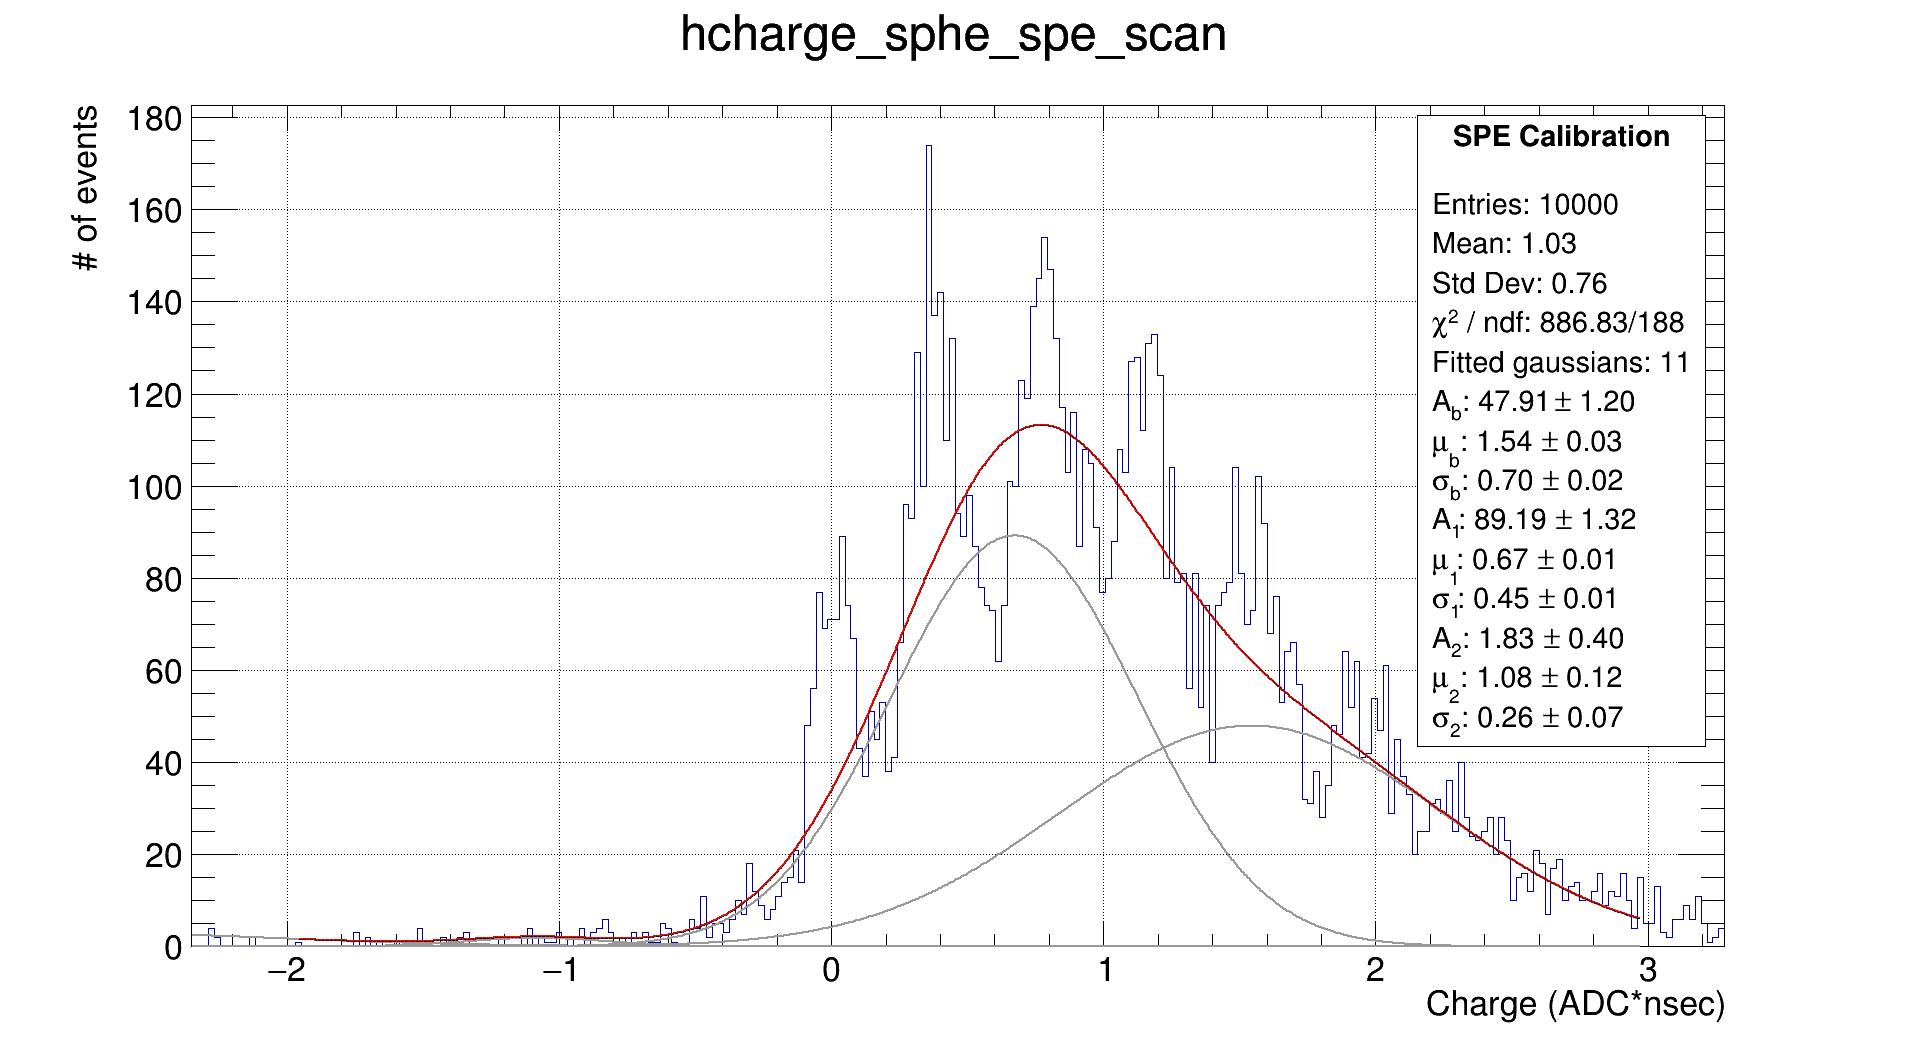 hcharge_sphe_spe_scan
# of events
180
160
140
120
100
80
60
40
20
0
−2
−1
0
1
2
3
Charge (ADC*nsec)
SPE Calibration
Entries: 10000
Mean: 1.03
Std Dev: 0.76
χ² / ndf: 886.83/188
Fitted gaussians: 11
A_b: 47.91 ± 1.20
μ_b: 1.54 ± 0.03
σ_b: 0.70 ± 0.02
A_1: 89.19 ± 1.32
μ_1: 0.67 ± 0.01
σ_1: 0.45 ± 0.01
A_2: 1.83 ± 0.40
μ_2: 1.08 ± 0.12
σ_2: 0.26 ± 0.07